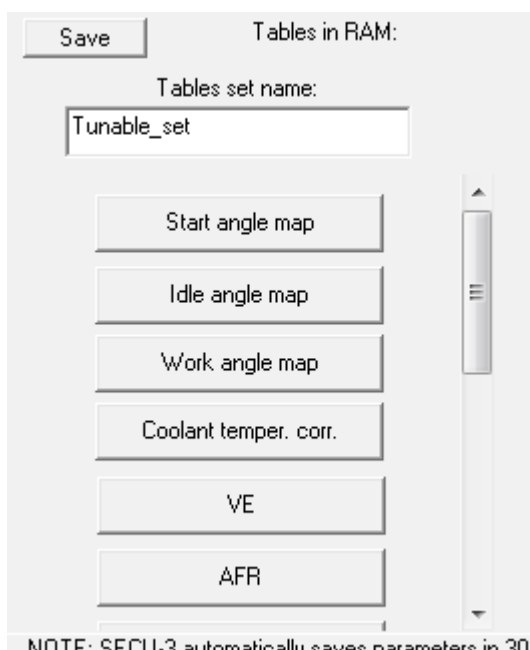 Save
Tables in RAM:
Tables set name:
Tunable_set
Start angle map
Idle angle map
Work angle map
Coolant temper. corr.
VE
AFR
NOTE: SECU-3 automatically saves parameters in 30